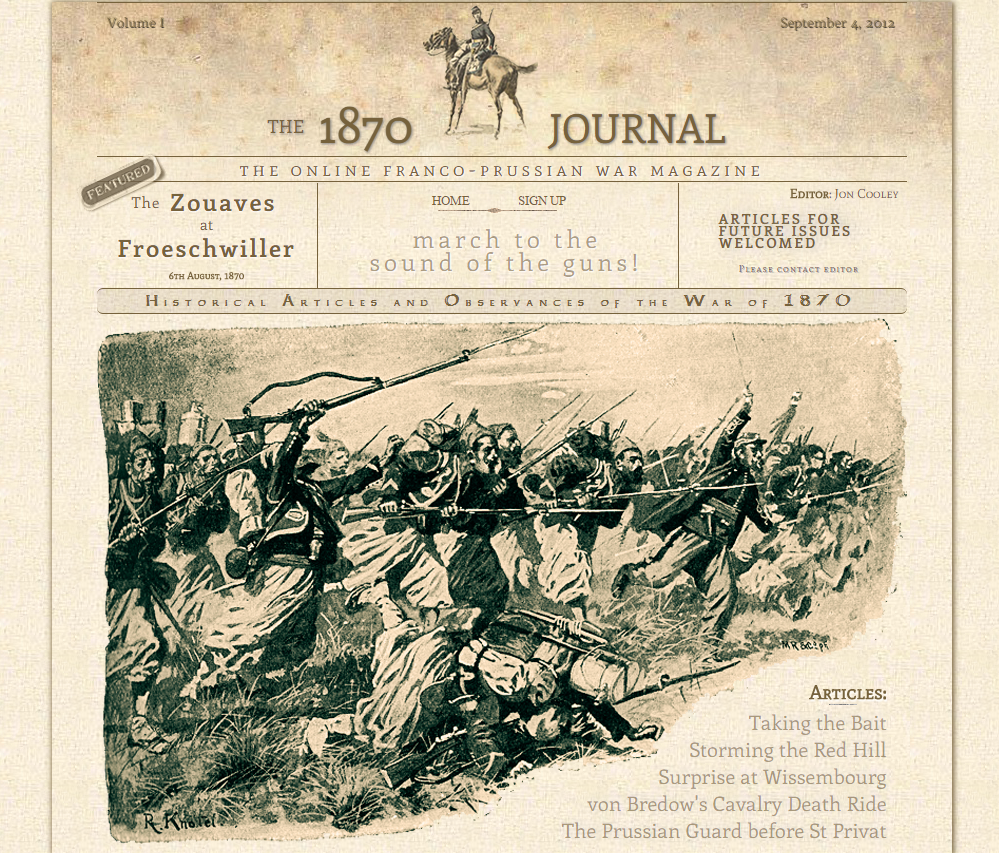 Volume I
September 4, 2012
THE 1870 JOURNAL
THE ONLINE FRANCO-PRUSSIAN WAR MAGAZINE
FEATURED
The Zouaves
at
Froeschwiller
6th August, 1870
HOME SIGN UP
march to the
sound of the guns!
Editor: Jon Cooley
ARTICLES FOR
FUTURE ISSUES
WELCOMED
Please contact editor
Historical Articles and Observances of the War of 1870
R. Knötel
Articles:
Taking the Bait
Storming the Red Hill
Surprise at Wissembourg
von Bredow's Cavalry Death Ride
The Prussian Guard before St Privat